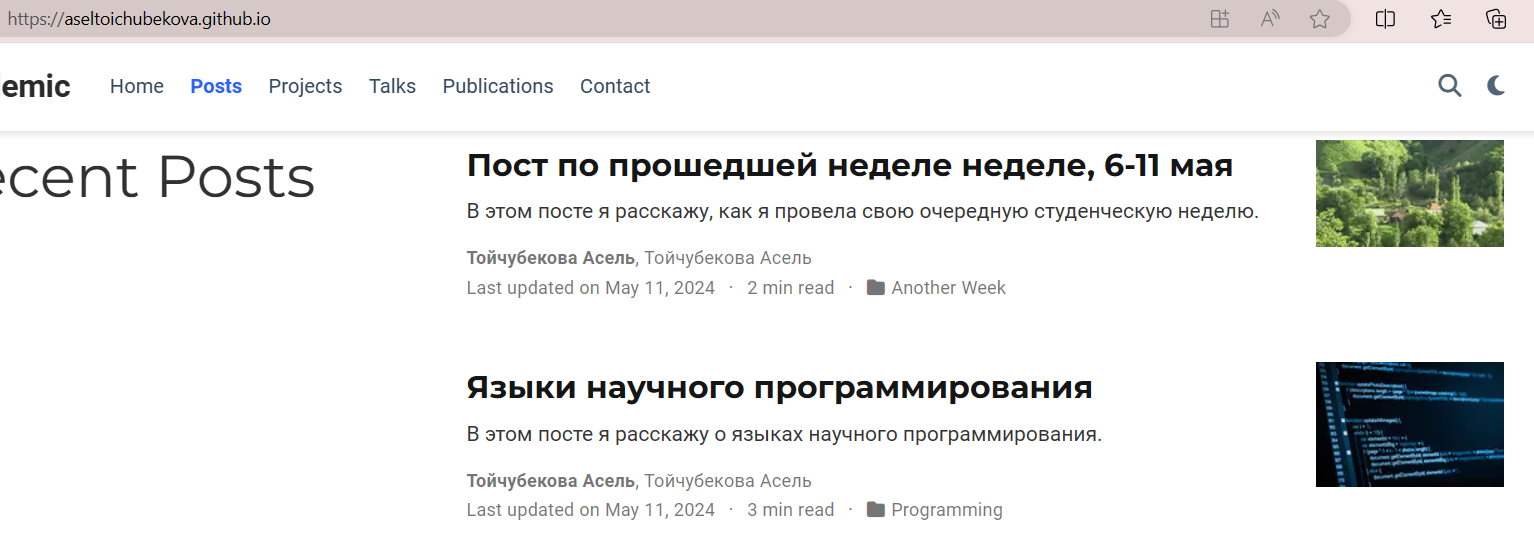 https://aseltoichubekova.github.io
lemic Home Posts Projects Talks Publications Contact
ecent Posts
Пост по прошедшей неделе неделе, 6-11 мая
В этом посте я расскажу, как я провела свою очередную студенческую неделю.
Тойчубекова Асель, Тойчубекова Асель
Last updated on May 11, 2024 · 2 min read · Another Week
Языки научного программирования
В этом посте я расскажу о языках научного программирования.
Тойчубекова Асель, Тойчубекова Асель
Last updated on May 11, 2024 · 3 min read · Programming